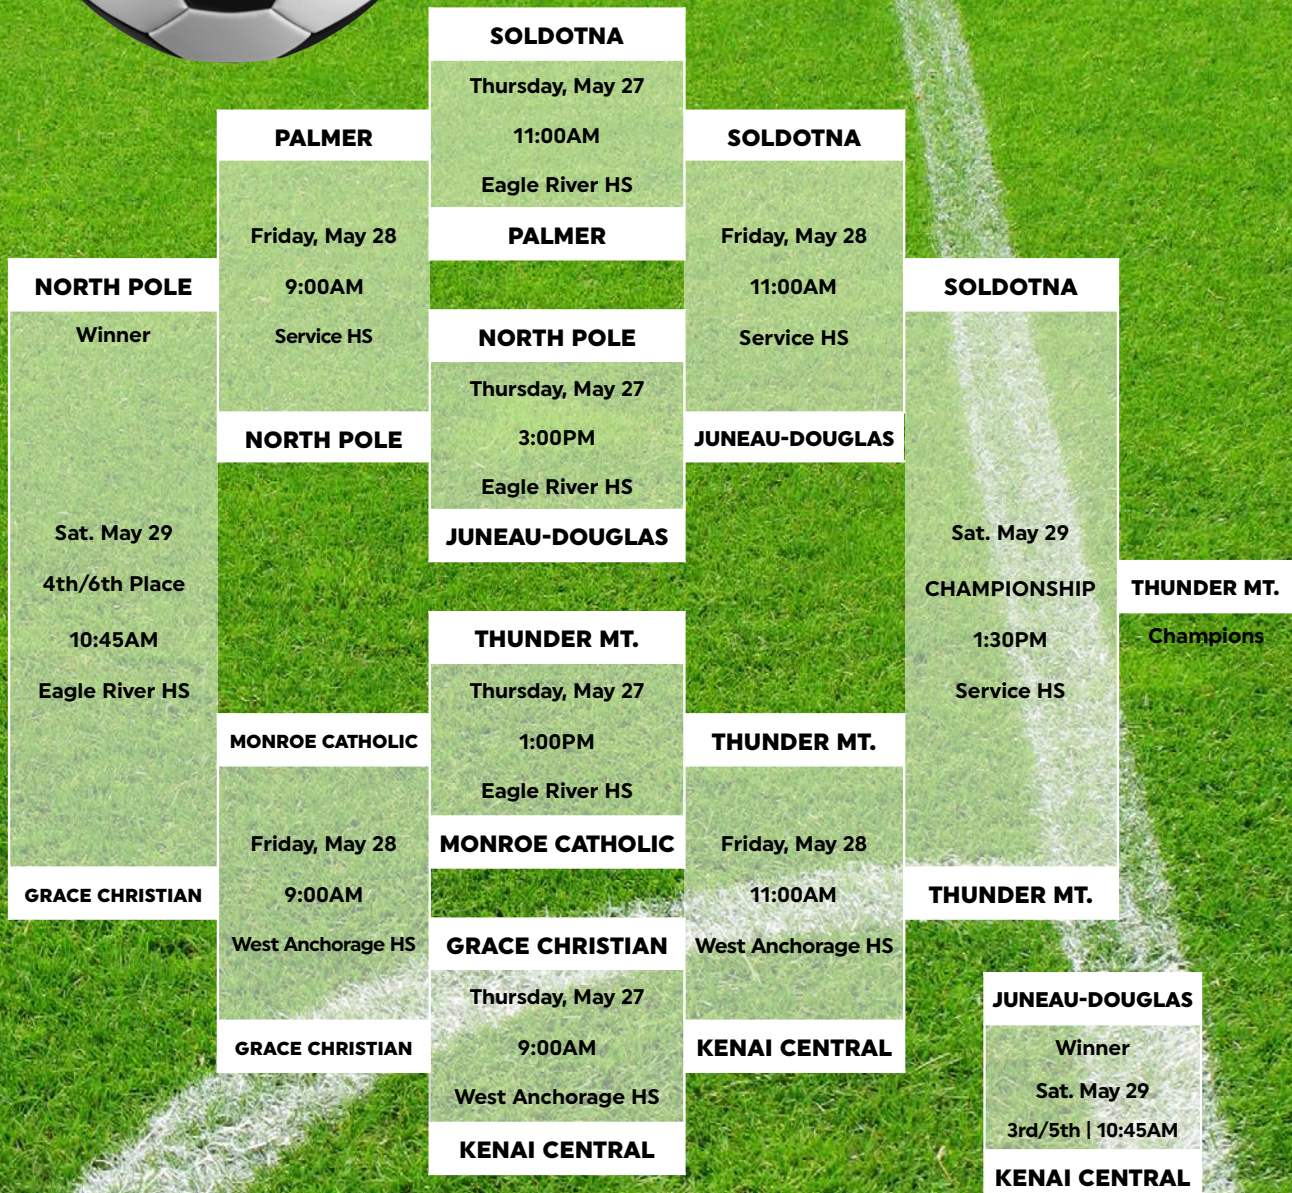 SOLDOTNA
Thursday, May 27
11:00AM
Eagle River HS
PALMER
NORTH POLE
Thursday, May 27
3:00PM
Eagle River HS
JUNEAU-DOUGLAS
THUNDER MT.
Thursday, May 27
1:00PM
Eagle River HS
MONROE CATHOLIC
GRACE CHRISTIAN
Thursday, May 27
9:00AM
West Anchorage HS
KENAI CENTRAL
PALMER
Friday, May 28
9:00AM
Service HS
NORTH POLE
MONROE CATHOLIC
Friday, May 28
9:00AM
West Anchorage HS
GRACE CHRISTIAN
NORTH POLE
Winner
Sat. May 29
4th/6th Place
10:45AM
Eagle River HS
GRACE CHRISTIAN
SOLDOTNA
Friday, May 28
11:00AM
Service HS
JUNEAU-DOUGLAS
THUNDER MT.
Friday, May 28
11:00AM
West Anchorage HS
KENAI CENTRAL
SOLDOTNA
Sat. May 29
CHAMPIONSHIP
1:30PM
Service HS
THUNDER MT.
THUNDER MT.
Champions
JUNEAU-DOUGLAS
Winner
Sat. May 29
3rd/5th | 10:45AM
KENAI CENTRAL